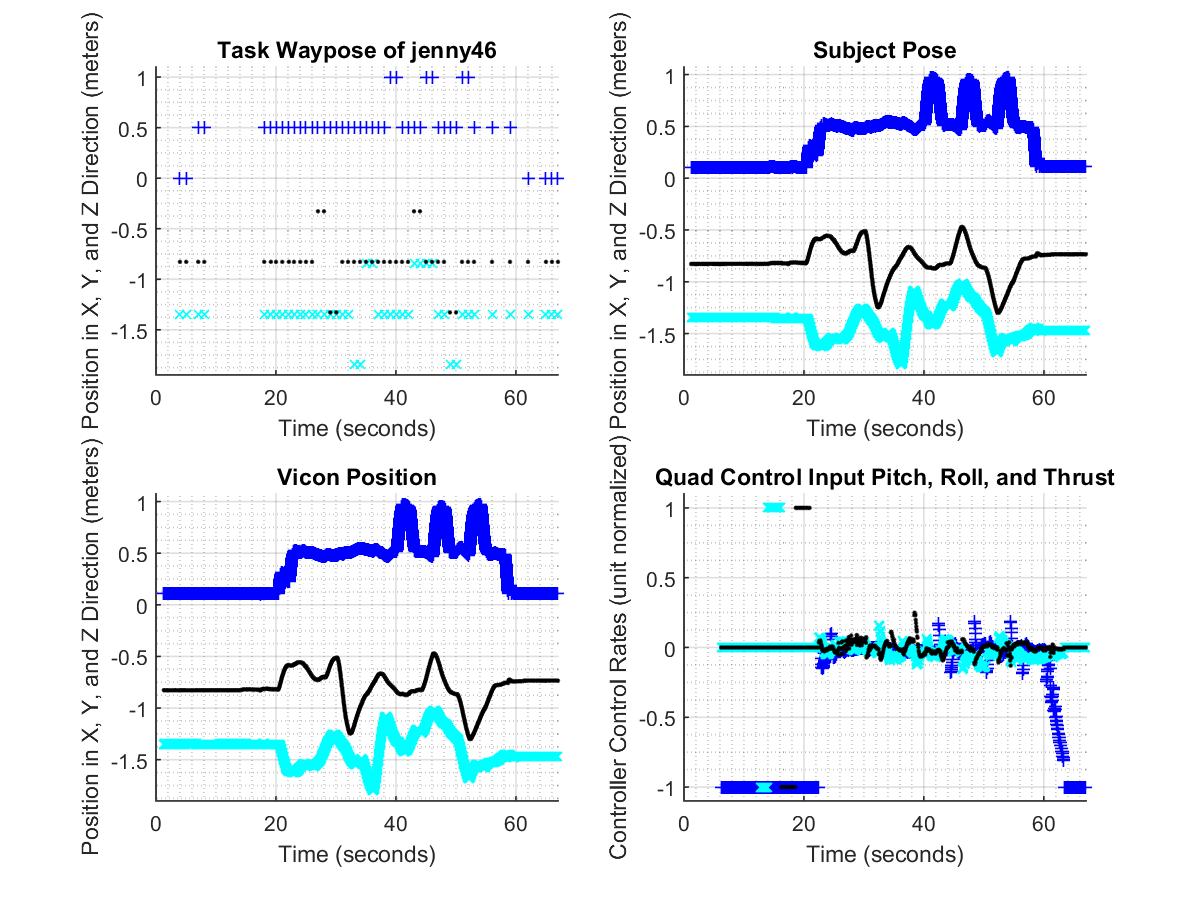 Task Waypose of jenny46
Position in X, Y, and Z Direction (meters)
1
0.5
0
-0.5
-1
-1.5
0 20 40 60
Time (seconds)
Subject Pose
Position in X, Y, and Z Direction (meters)
1
0.5
0
-0.5
-1
-1.5
0 20 40 60
Time (seconds)
Vicon Position
Position in X, Y, and Z Direction (meters)
1
0.5
0
-0.5
-1
-1.5
0 20 40 60
Time (seconds)
Quad Control Input Pitch, Roll, and Thrust
Controller Control Rates (unit normalized)
1
0.5
0
-0.5
-1
0 20 40 60
Time (seconds)